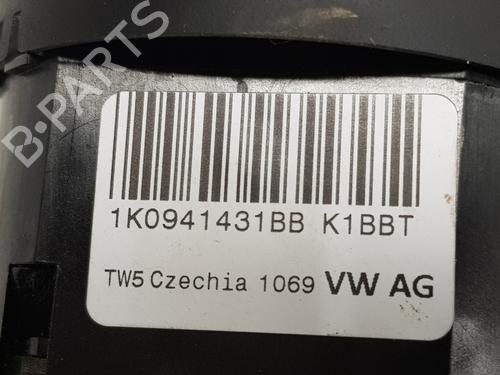 B-PARTS
1K0941431BB K1BBT
TW5 Czechia 1069 VW AG